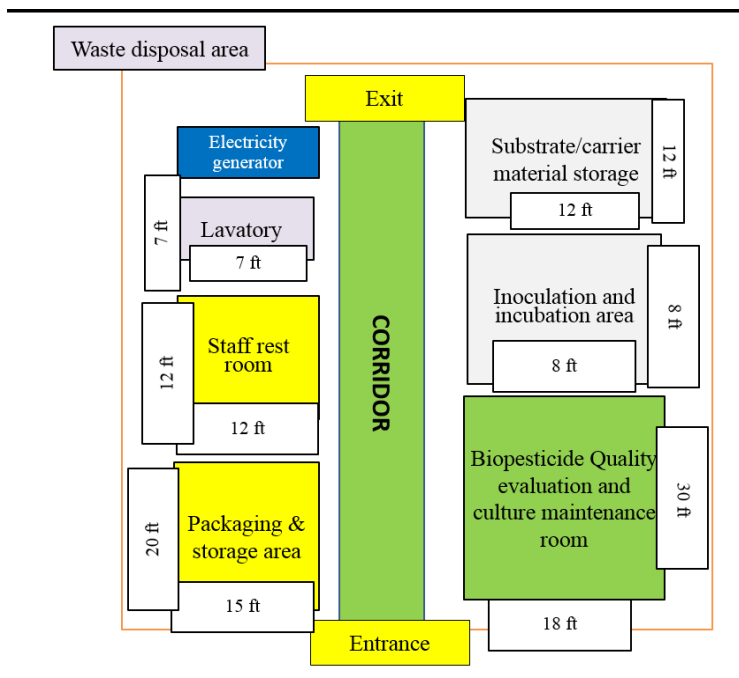 Waste disposal area
Exit
Electricity
generator
7 ft
Lavatory
7 ft
12 ft
Staff rest
room
12 ft
20 ft
Packaging &
storage area
15 ft
CORRIDOR
Entrance
Substrate/carrier
material storage
12 ft
12 ft
Inoculation and
incubation area
8 ft
8 ft
Biopesticide Quality
evaluation and
culture maintenance
room
30 ft
18 ft